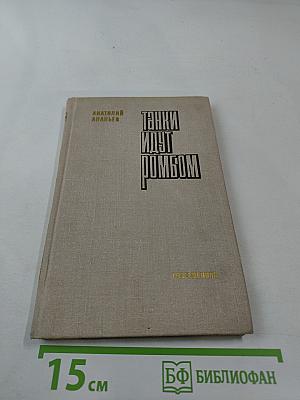 АНАТОЛИЙ
АНАНЬЕВ
ТАНКИ
ИДУТ
РОМБОМ
15 см
БФ БИБЛИОФАН